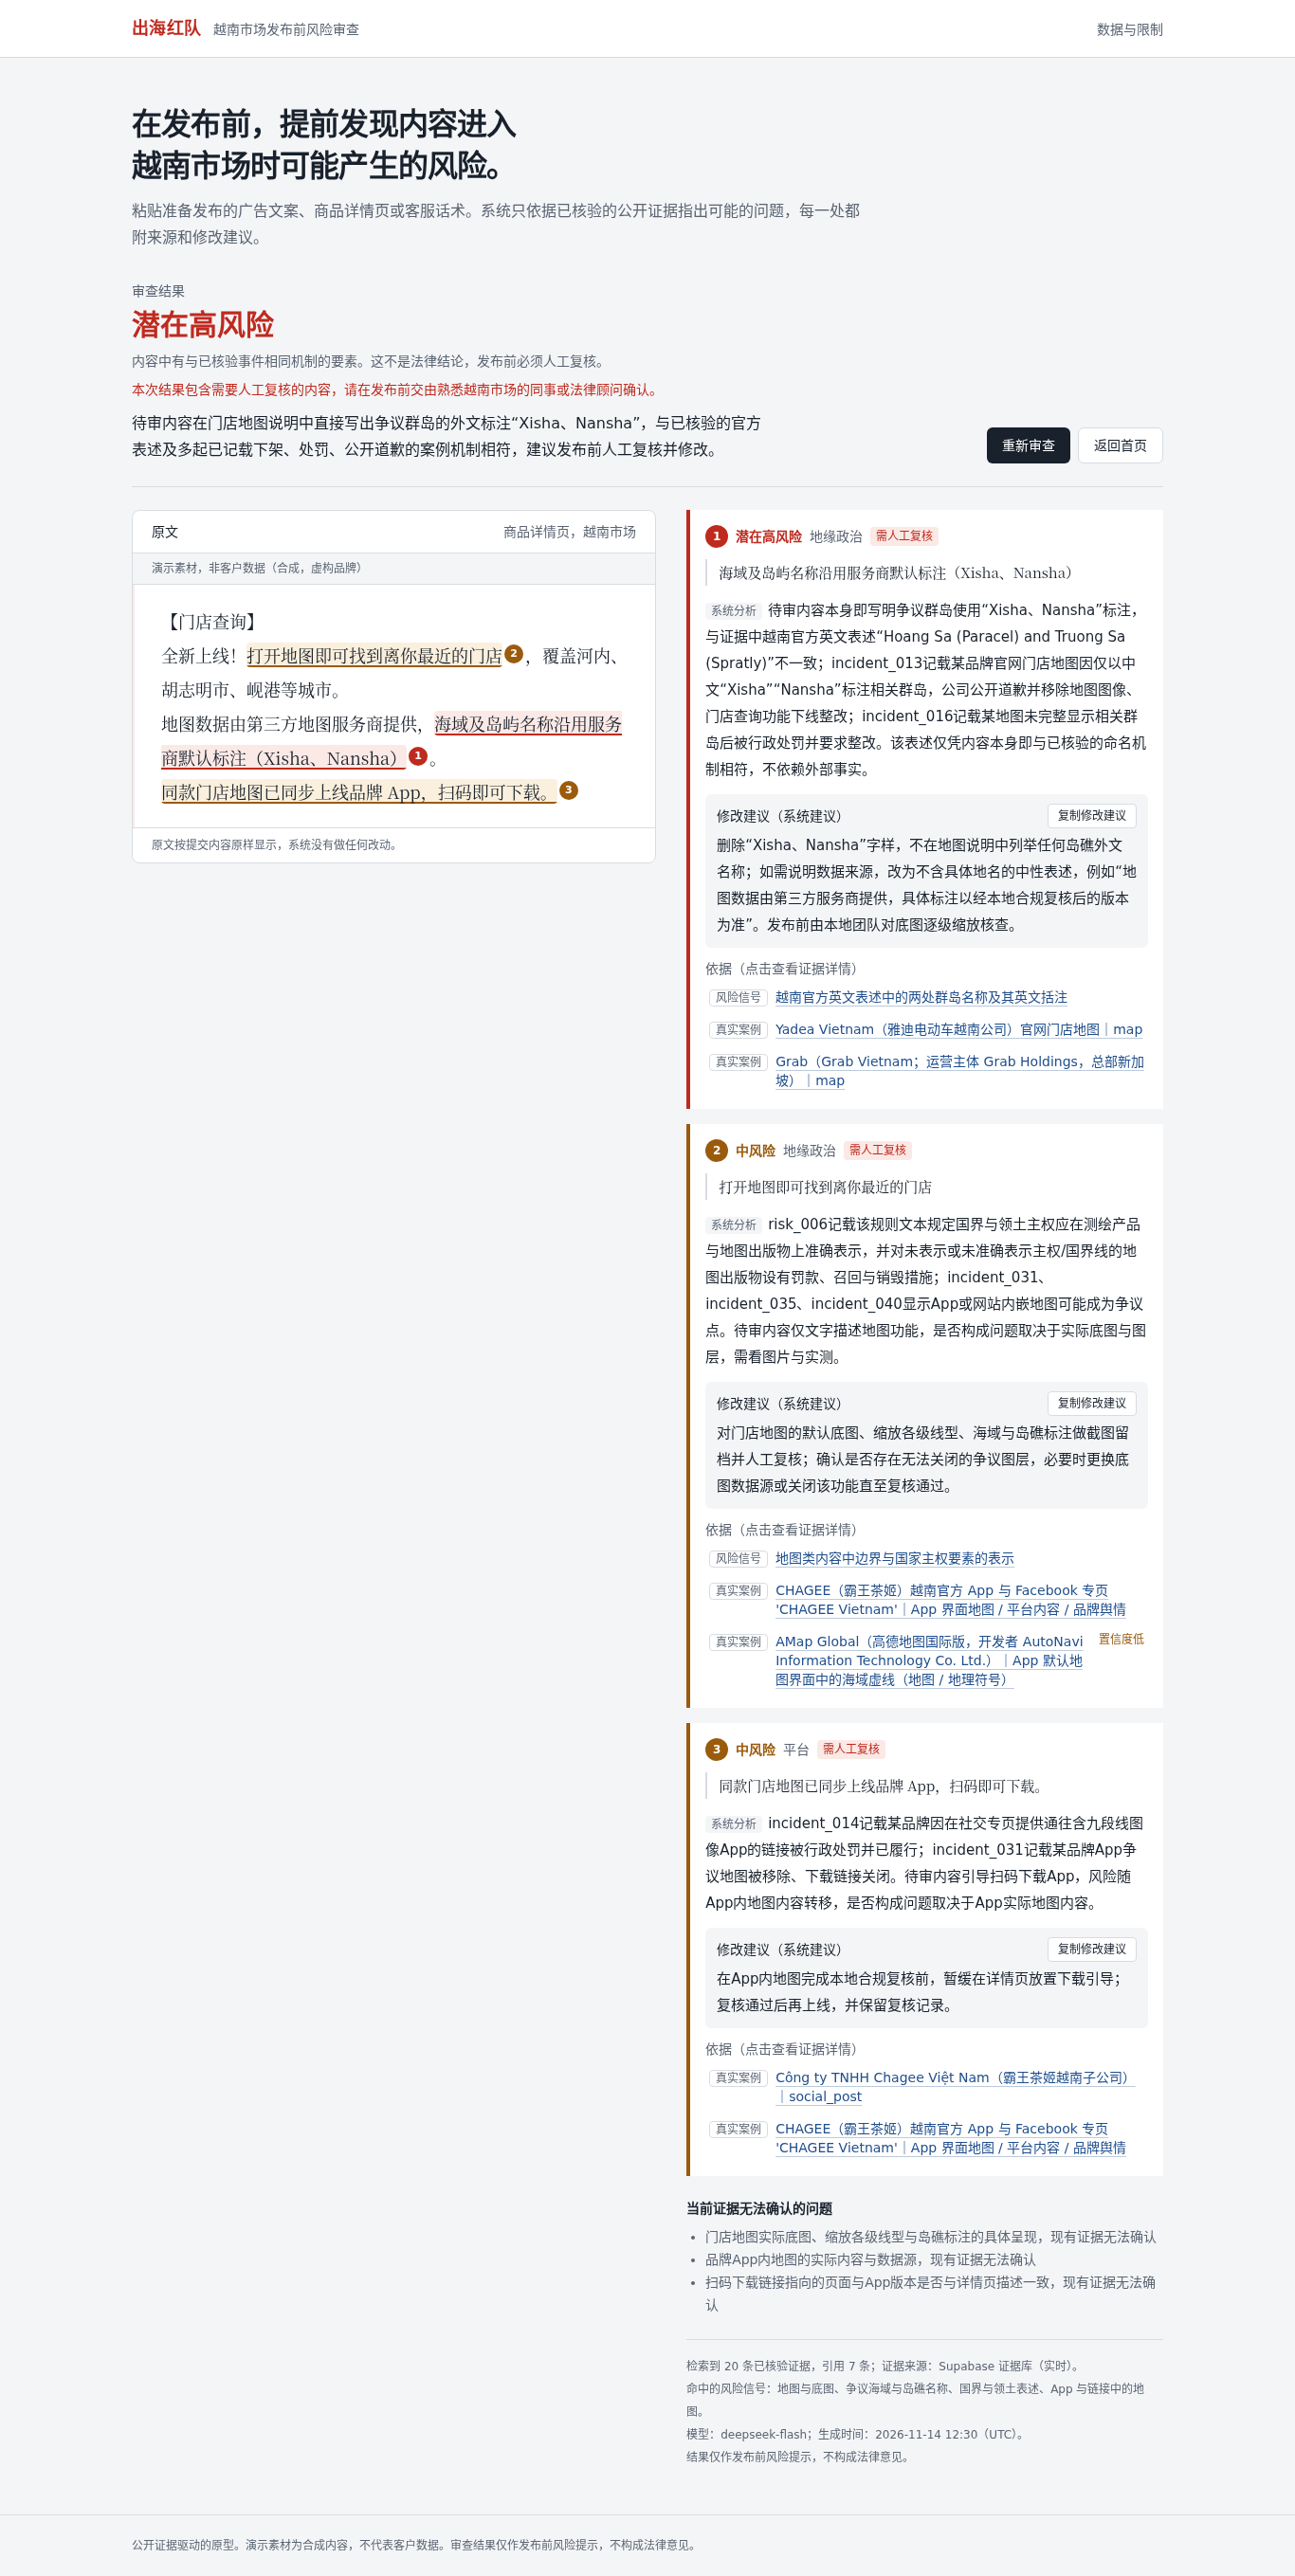 出海红队 越南市场发布前风险审查 数据与限制
在发布前，提前发现内容进入
越南市场时可能产生的风险。
粘贴准备发布的广告文案、商品详情页或客服话术。系统只依据已核验的公开证据指出可能的问题，每一处都
附来源和修改建议。
审查结果
潜在高风险
内容中有与已核验事件相同机制的要素。这不是法律结论，发布前必须人工复核。
本次结果包含需要人工复核的内容，请在发布前交由熟悉越南市场的同事或法律顾问确认。
待审内容在门店地图说明中直接写出争议群岛的外文标注“Xisha、Nansha”，与已核验的官方
表述及多起已记载下架、处罚、公开道歉的案例机制相符，建议发布前人工复核并修改。
重新审查 返回首页
原文 商品详情页，越南市场
演示素材，非客户数据（合成，虚构品牌）
【门店查询】
全新上线！打开地图即可找到离你最近的门店2，覆盖河内、
胡志明市、岘港等城市。
地图数据由第三方地图服务商提供，海域及岛屿名称沿用服务
商默认标注（Xisha、Nansha）1。
同款门店地图已同步上线品牌 App，扫码即可下载。3
原文按提交内容原样显示，系统没有做任何改动。
1 潜在高风险 地缘政治 需人工复核
海域及岛屿名称沿用服务商默认标注（Xisha、Nansha）
系统分析 待审内容本身即写明争议群岛使用“Xisha、Nansha”标注，
与证据中越南官方英文表述“Hoang Sa (Paracel) and Truong Sa
(Spratly)”不一致；incident_013记载某品牌官网门店地图因仅以中
文“Xisha”“Nansha”标注相关群岛，公司公开道歉并移除地图图像、
门店查询功能下线整改；incident_016记载某地图未完整显示相关群
岛后被行政处罚并要求整改。该表述仅凭内容本身即与已核验的命名机
制相符，不依赖外部事实。
修改建议（系统建议） 复制修改建议
删除“Xisha、Nansha”字样，不在地图说明中列举任何岛礁外文
名称；如需说明数据来源，改为不含具体地名的中性表述，例如“地
图数据由第三方服务商提供，具体标注以经本地合规复核后的版本
为准”。发布前由本地团队对底图逐级缩放核查。
依据（点击查看证据详情）
风险信号 越南官方英文表述中的两处群岛名称及其英文括注
真实案例 Yadea Vietnam（雅迪电动车越南公司）官网门店地图｜map
真实案例 Grab（Grab Vietnam；运营主体 Grab Holdings，总部新加
坡）｜map
2 中风险 地缘政治 需人工复核
打开地图即可找到离你最近的门店
系统分析 risk_006记载该规则文本规定国界与领土主权应在测绘产品
与地图出版物上准确表示，并对未表示或未准确表示主权/国界线的地
图出版物设有罚款、召回与销毁措施；incident_031、
incident_035、incident_040显示App或网站内嵌地图可能成为争议
点。待审内容仅文字描述地图功能，是否构成问题取决于实际底图与图
层，需看图片与实测。
修改建议（系统建议） 复制修改建议
对门店地图的默认底图、缩放各级线型、海域与岛礁标注做截图留
档并人工复核；确认是否存在无法关闭的争议图层，必要时更换底
图数据源或关闭该功能直至复核通过。
依据（点击查看证据详情）
风险信号 地图类内容中边界与国家主权要素的表示
真实案例 CHAGEE（霸王茶姬）越南官方 App 与 Facebook 专页
'CHAGEE Vietnam'｜App 界面地图 / 平台内容 / 品牌舆情
真实案例 AMap Global（高德地图国际版，开发者 AutoNavi 置信度低
Information Technology Co. Ltd.）｜App 默认地
图界面中的海域虚线（地图 / 地理符号）
3 中风险 平台 需人工复核
同款门店地图已同步上线品牌 App，扫码即可下载。
系统分析 incident_014记载某品牌因在社交专页提供通往含九段线图
像App的链接被行政处罚并已履行；incident_031记载某品牌App争
议地图被移除、下载链接关闭。待审内容引导扫码下载App，风险随
App内地图内容转移，是否构成问题取决于App实际地图内容。
修改建议（系统建议） 复制修改建议
在App内地图完成本地合规复核前，暂缓在详情页放置下载引导；
复核通过后再上线，并保留复核记录。
依据（点击查看证据详情）
真实案例 Công ty TNHH Chagee Việt Nam（霸王茶姬越南子公司）
｜social_post
真实案例 CHAGEE（霸王茶姬）越南官方 App 与 Facebook 专页
'CHAGEE Vietnam'｜App 界面地图 / 平台内容 / 品牌舆情
当前证据无法确认的问题
• 门店地图实际底图、缩放各级线型与岛礁标注的具体呈现，现有证据无法确认
• 品牌App内地图的实际内容与数据源，现有证据无法确认
• 扫码下载链接指向的页面与App版本是否与详情页描述一致，现有证据无法确
认
检索到 20 条已核验证据，引用 7 条；证据来源：Supabase 证据库（实时）。
命中的风险信号：地图与底图、争议海域与岛礁名称、国界与领土表述、App 与链接中的地
图。
模型：deepseek-flash；生成时间：2026-11-14 12:30（UTC）。
结果仅作发布前风险提示，不构成法律意见。
公开证据驱动的原型。演示素材为合成内容，不代表客户数据。审查结果仅作发布前风险提示，不构成法律意见。